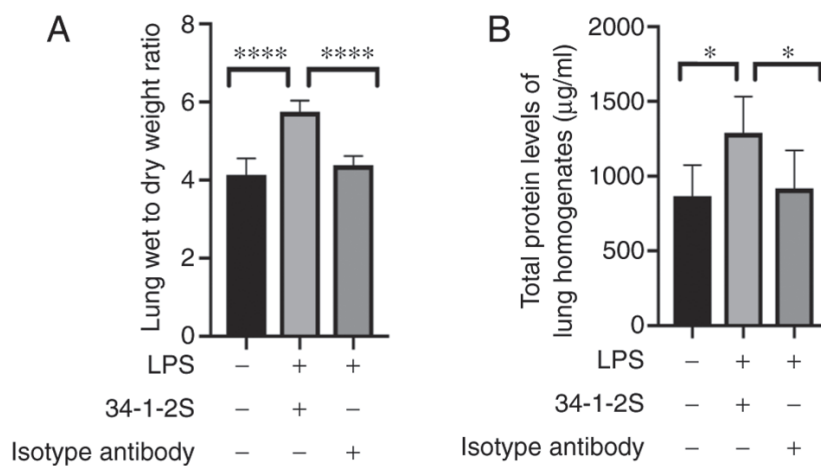 A
Lung wet to dry weight ratio
8
6
4
2
0
**** ****
LPS – + +
34-1-2S – + –
Isotype antibody – – +
B
Total protein levels of
lung homogenates (μg/ml)
2000
1500
1000
500
0
* *
LPS – + +
34-1-2S – + –
Isotype antibody – – +